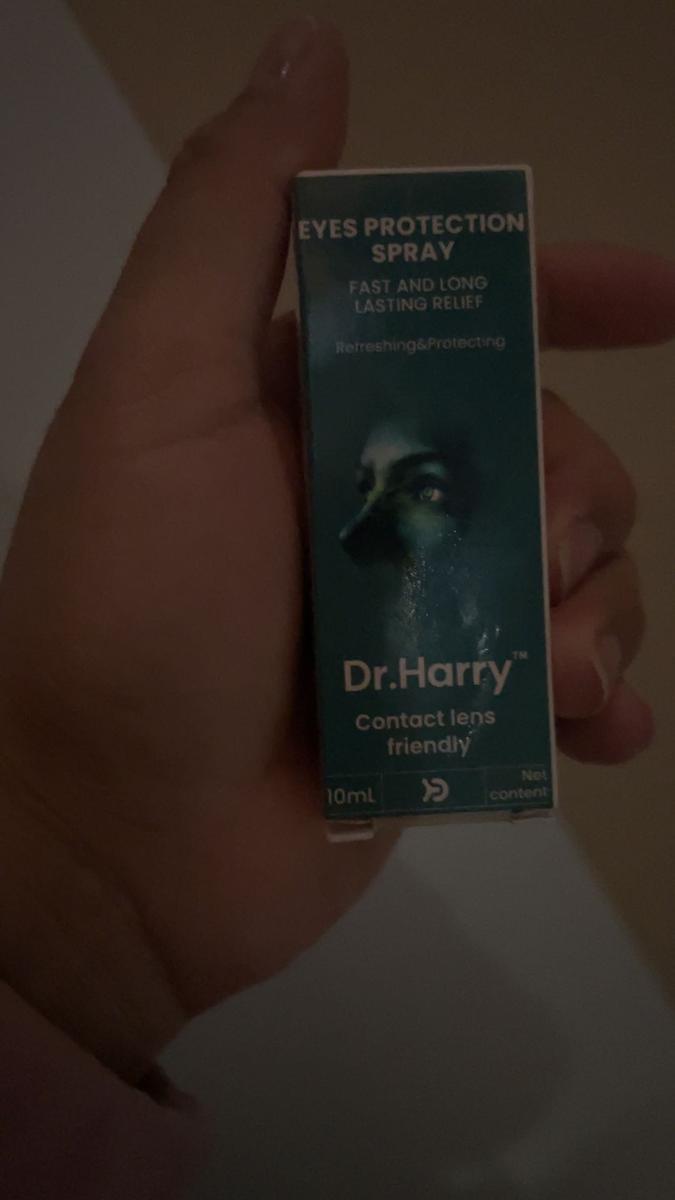 EYES PROTECTION
SPRAY
FAST AND LONG
LASTING RELIEF
Refreshing&Protecting
Dr.Harry™
Contact lens
friendly
10mL
Net
content